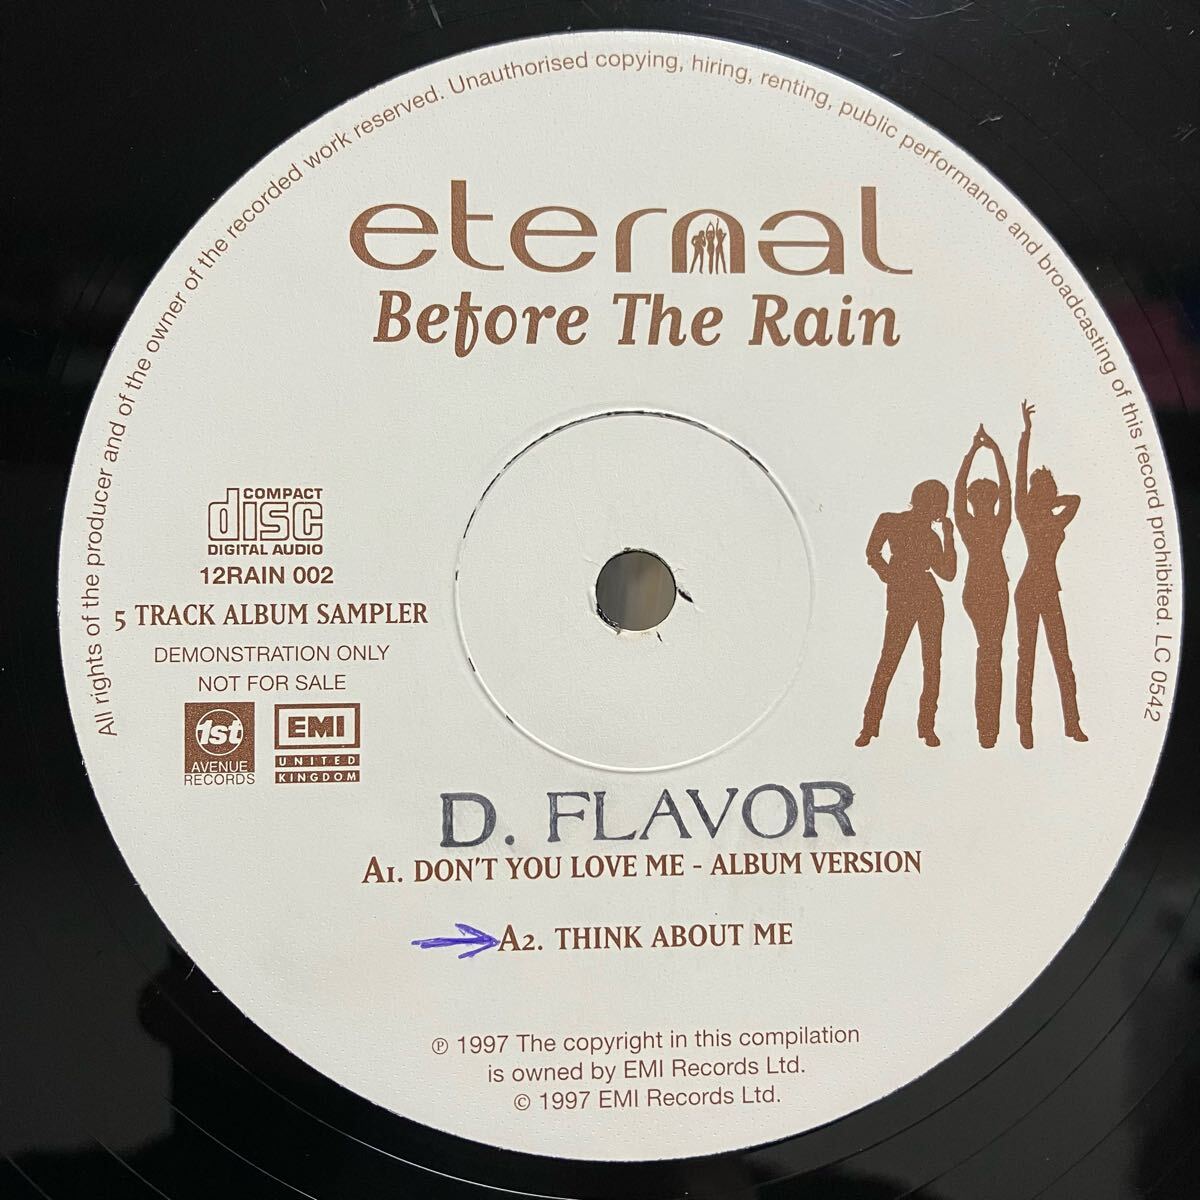 All rights of the producer and of the owner of the recorded work reserved. Unauthorised copying, hiring, renting, public performance and broadcasting of this record prohibited. LC 0542
eternal
Before The Rain
COMPACT
disc
DIGITAL AUDIO
12RAIN 002
5 TRACK ALBUM SAMPLER
DEMONSTRATION ONLY
NOT FOR SALE
1st
AVENUE
RECORDS
EMI
UNITED
KINGDOM
D. FLAVOR
A1. DON'T YOU LOVE ME - ALBUM VERSION
A2. THINK ABOUT ME
℗ 1997 The copyright in this compilation
is owned by EMI Records Ltd.
© 1997 EMI Records Ltd.